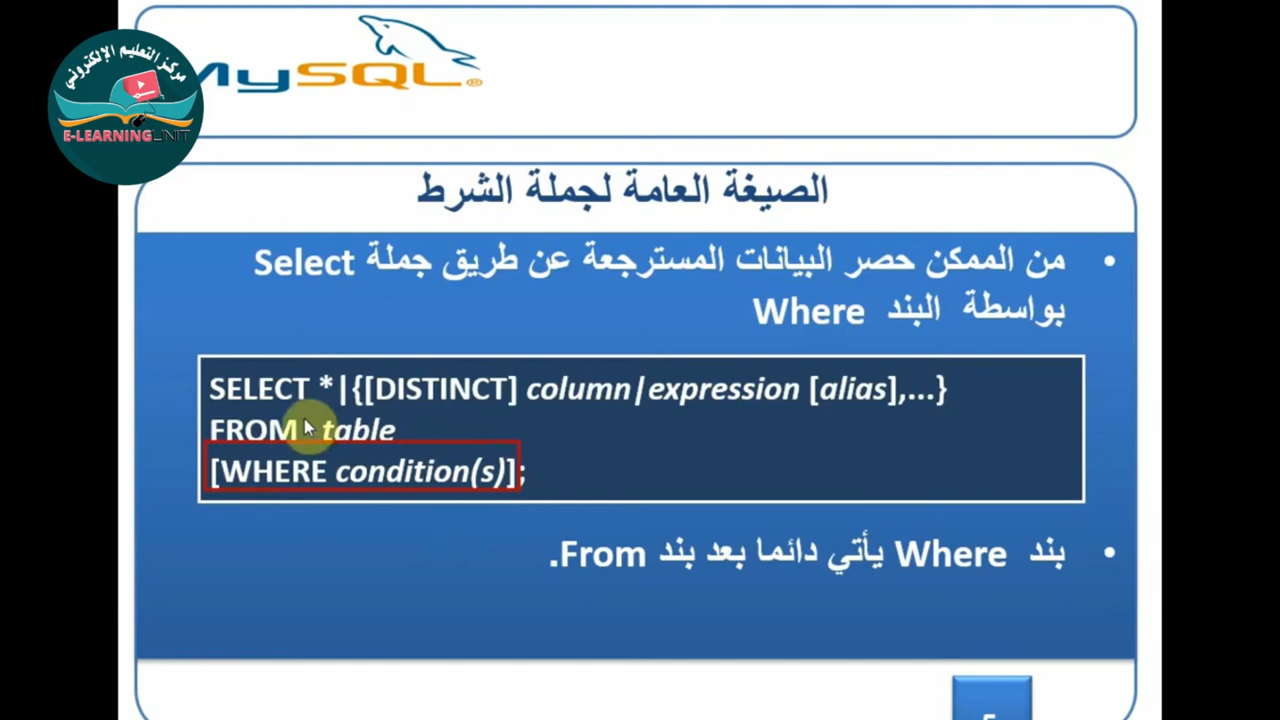 مركز التعليم الإلكتروني
E-LEARNING UNIT
MySQL®
الصيغة العامة لجملة الشرط
• من الممكن حصر البيانات المسترجعة عن طريق جملة Select
بواسطة البند Where
SELECT *|{[DISTINCT] column|expression [alias],...}
FROM table
[WHERE condition(s)];
• بند Where يأتي دائما بعد بند From.